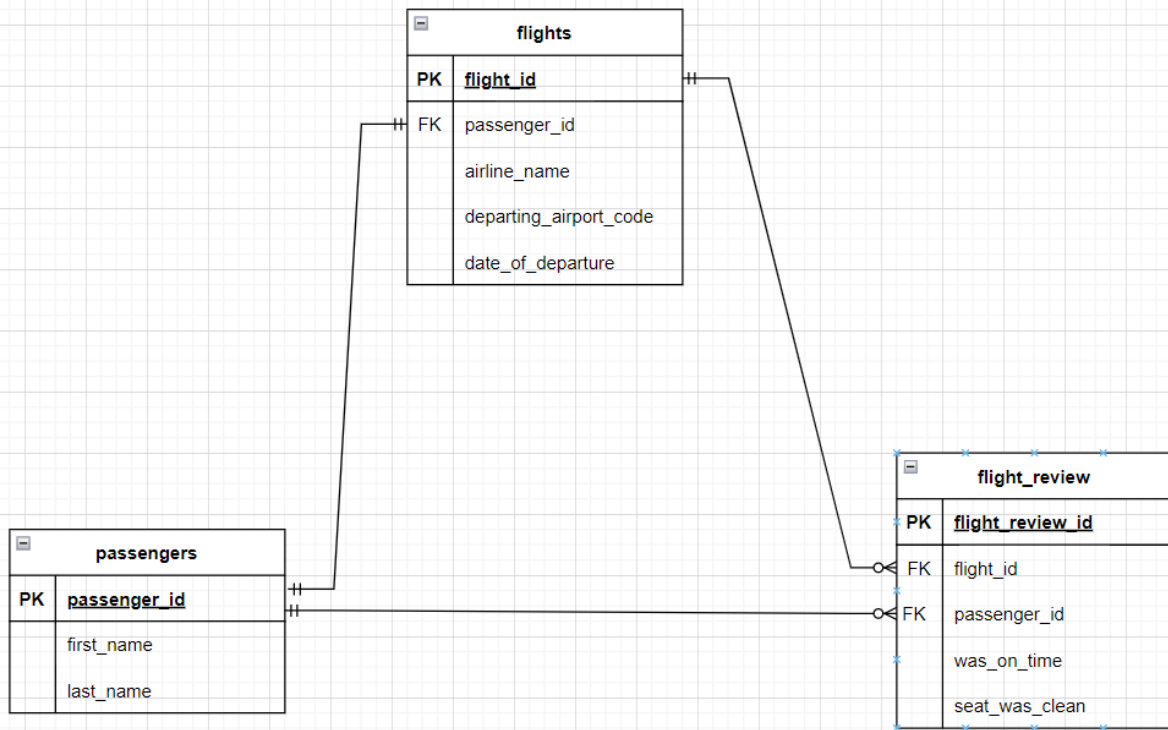 flights
PK flight_id
FK passenger_id
airline_name
departing_airport_code
date_of_departure
passengers
PK passenger_id
first_name
last_name
flight_review
PK flight_review_id
FK flight_id
FK passenger_id
was_on_time
seat_was_clean